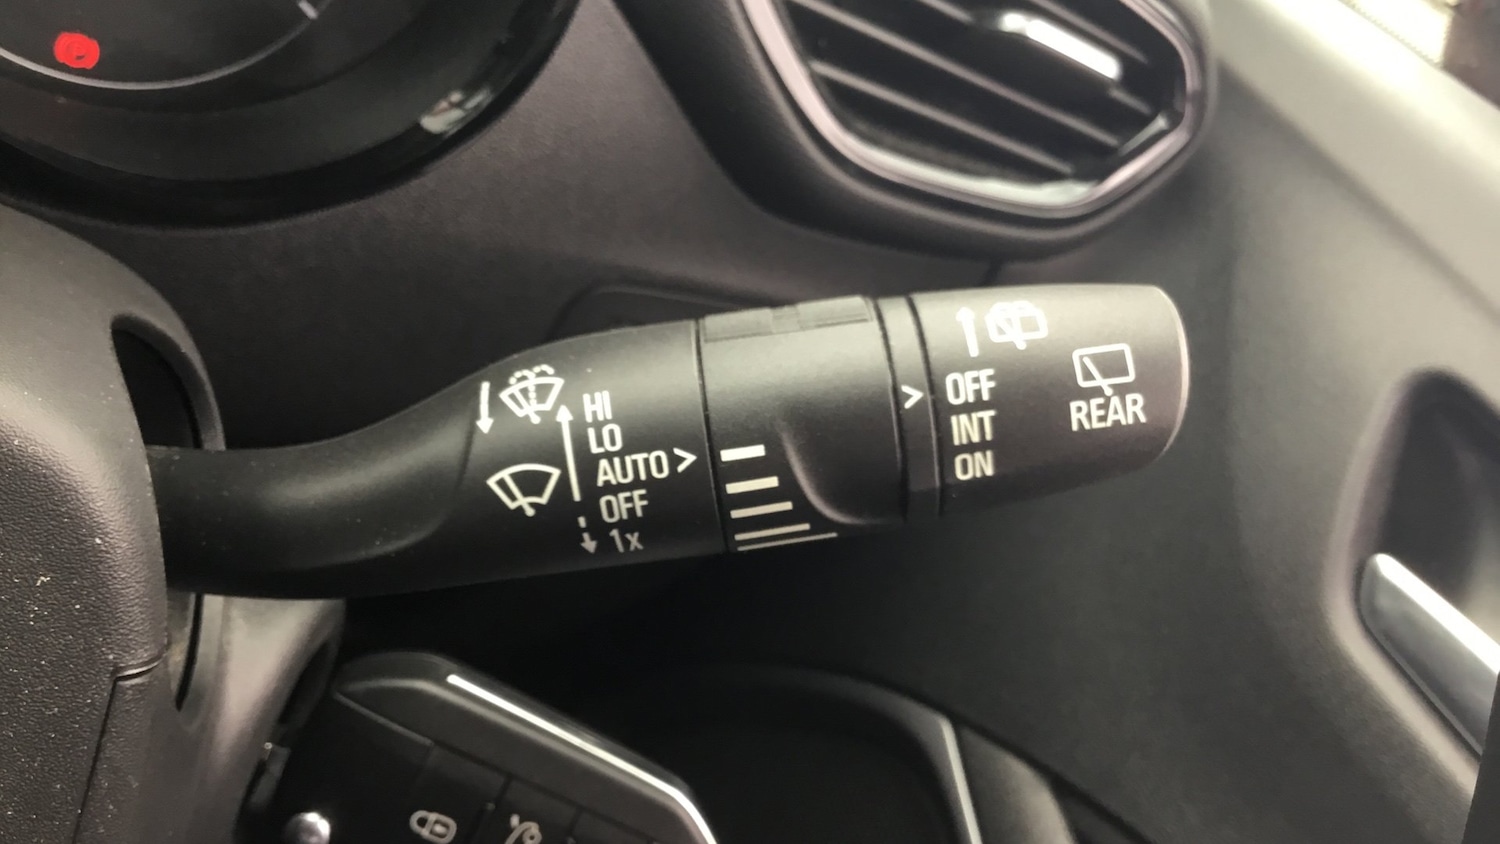 HI
LO
AUTO >
OFF
1x
> OFF
INT
ON
REAR